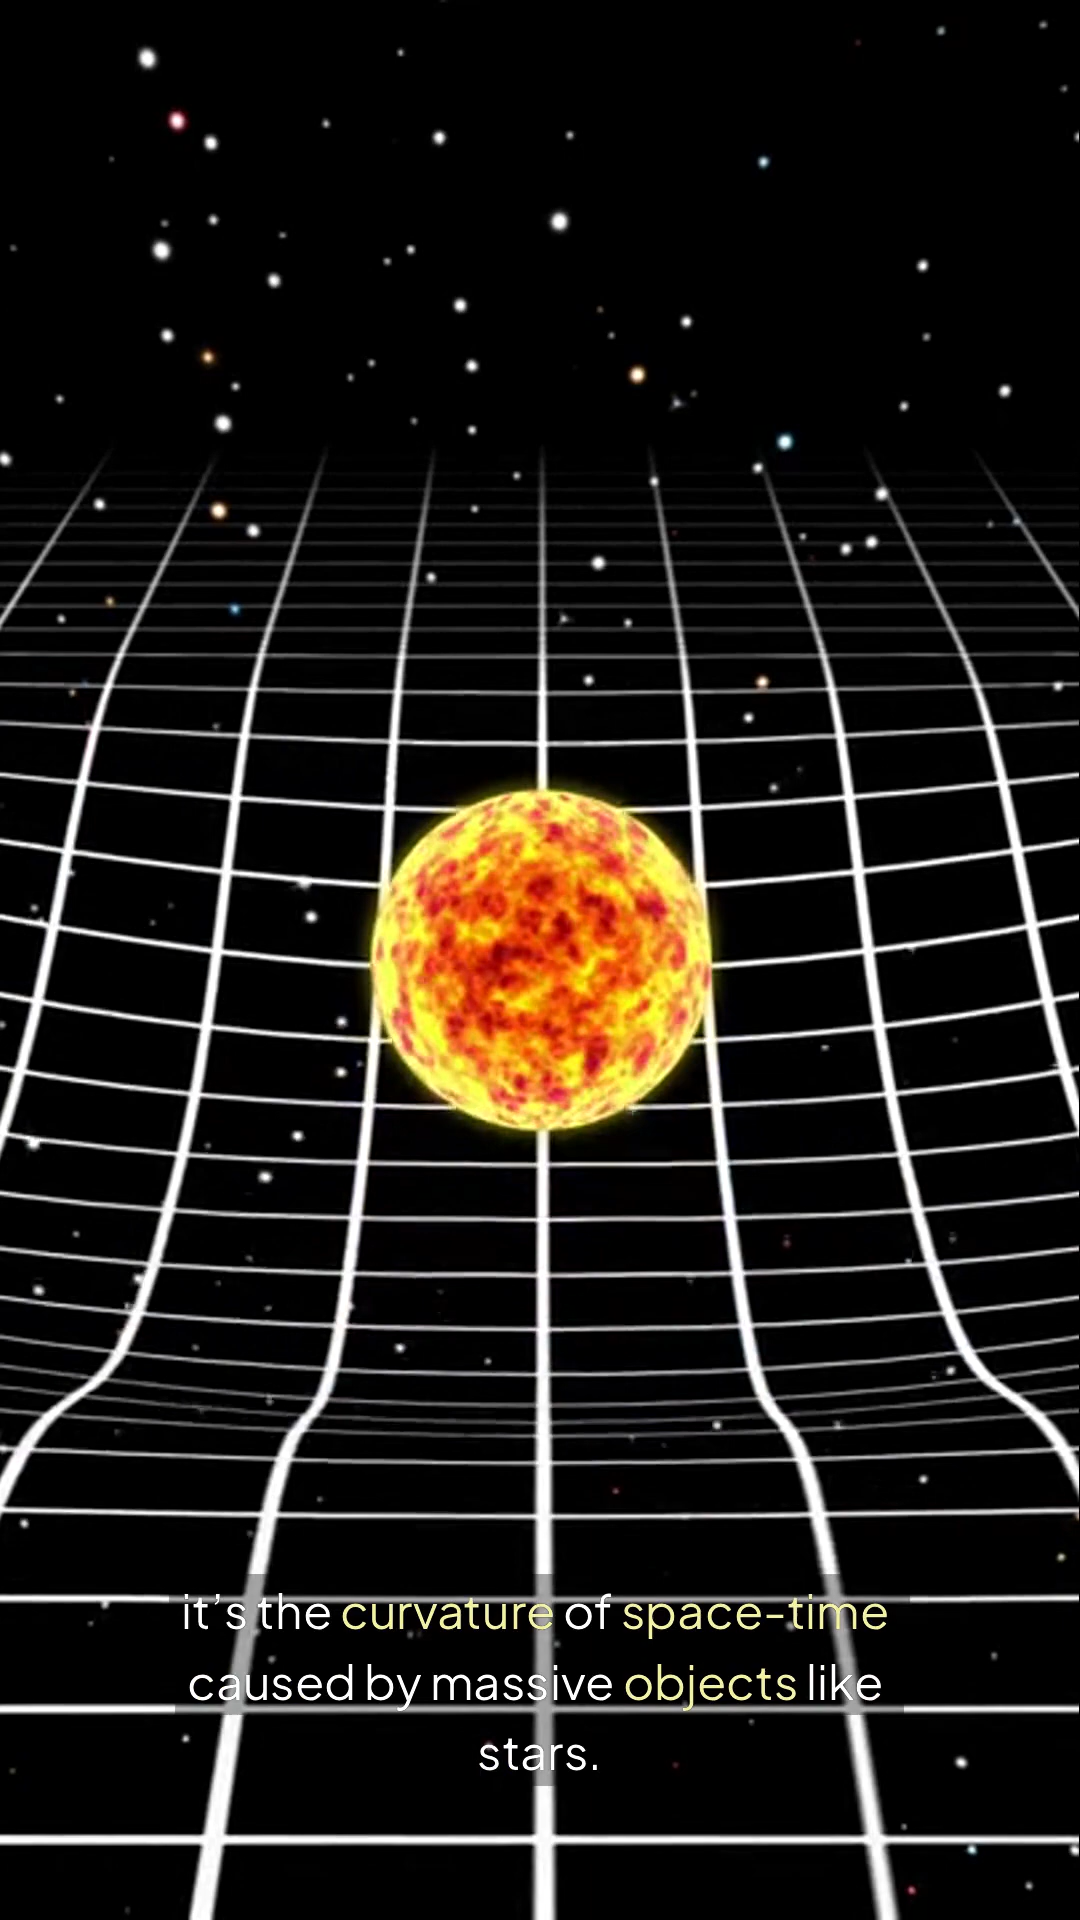 it’s the curvature of space-time
caused by massive objects like
stars.